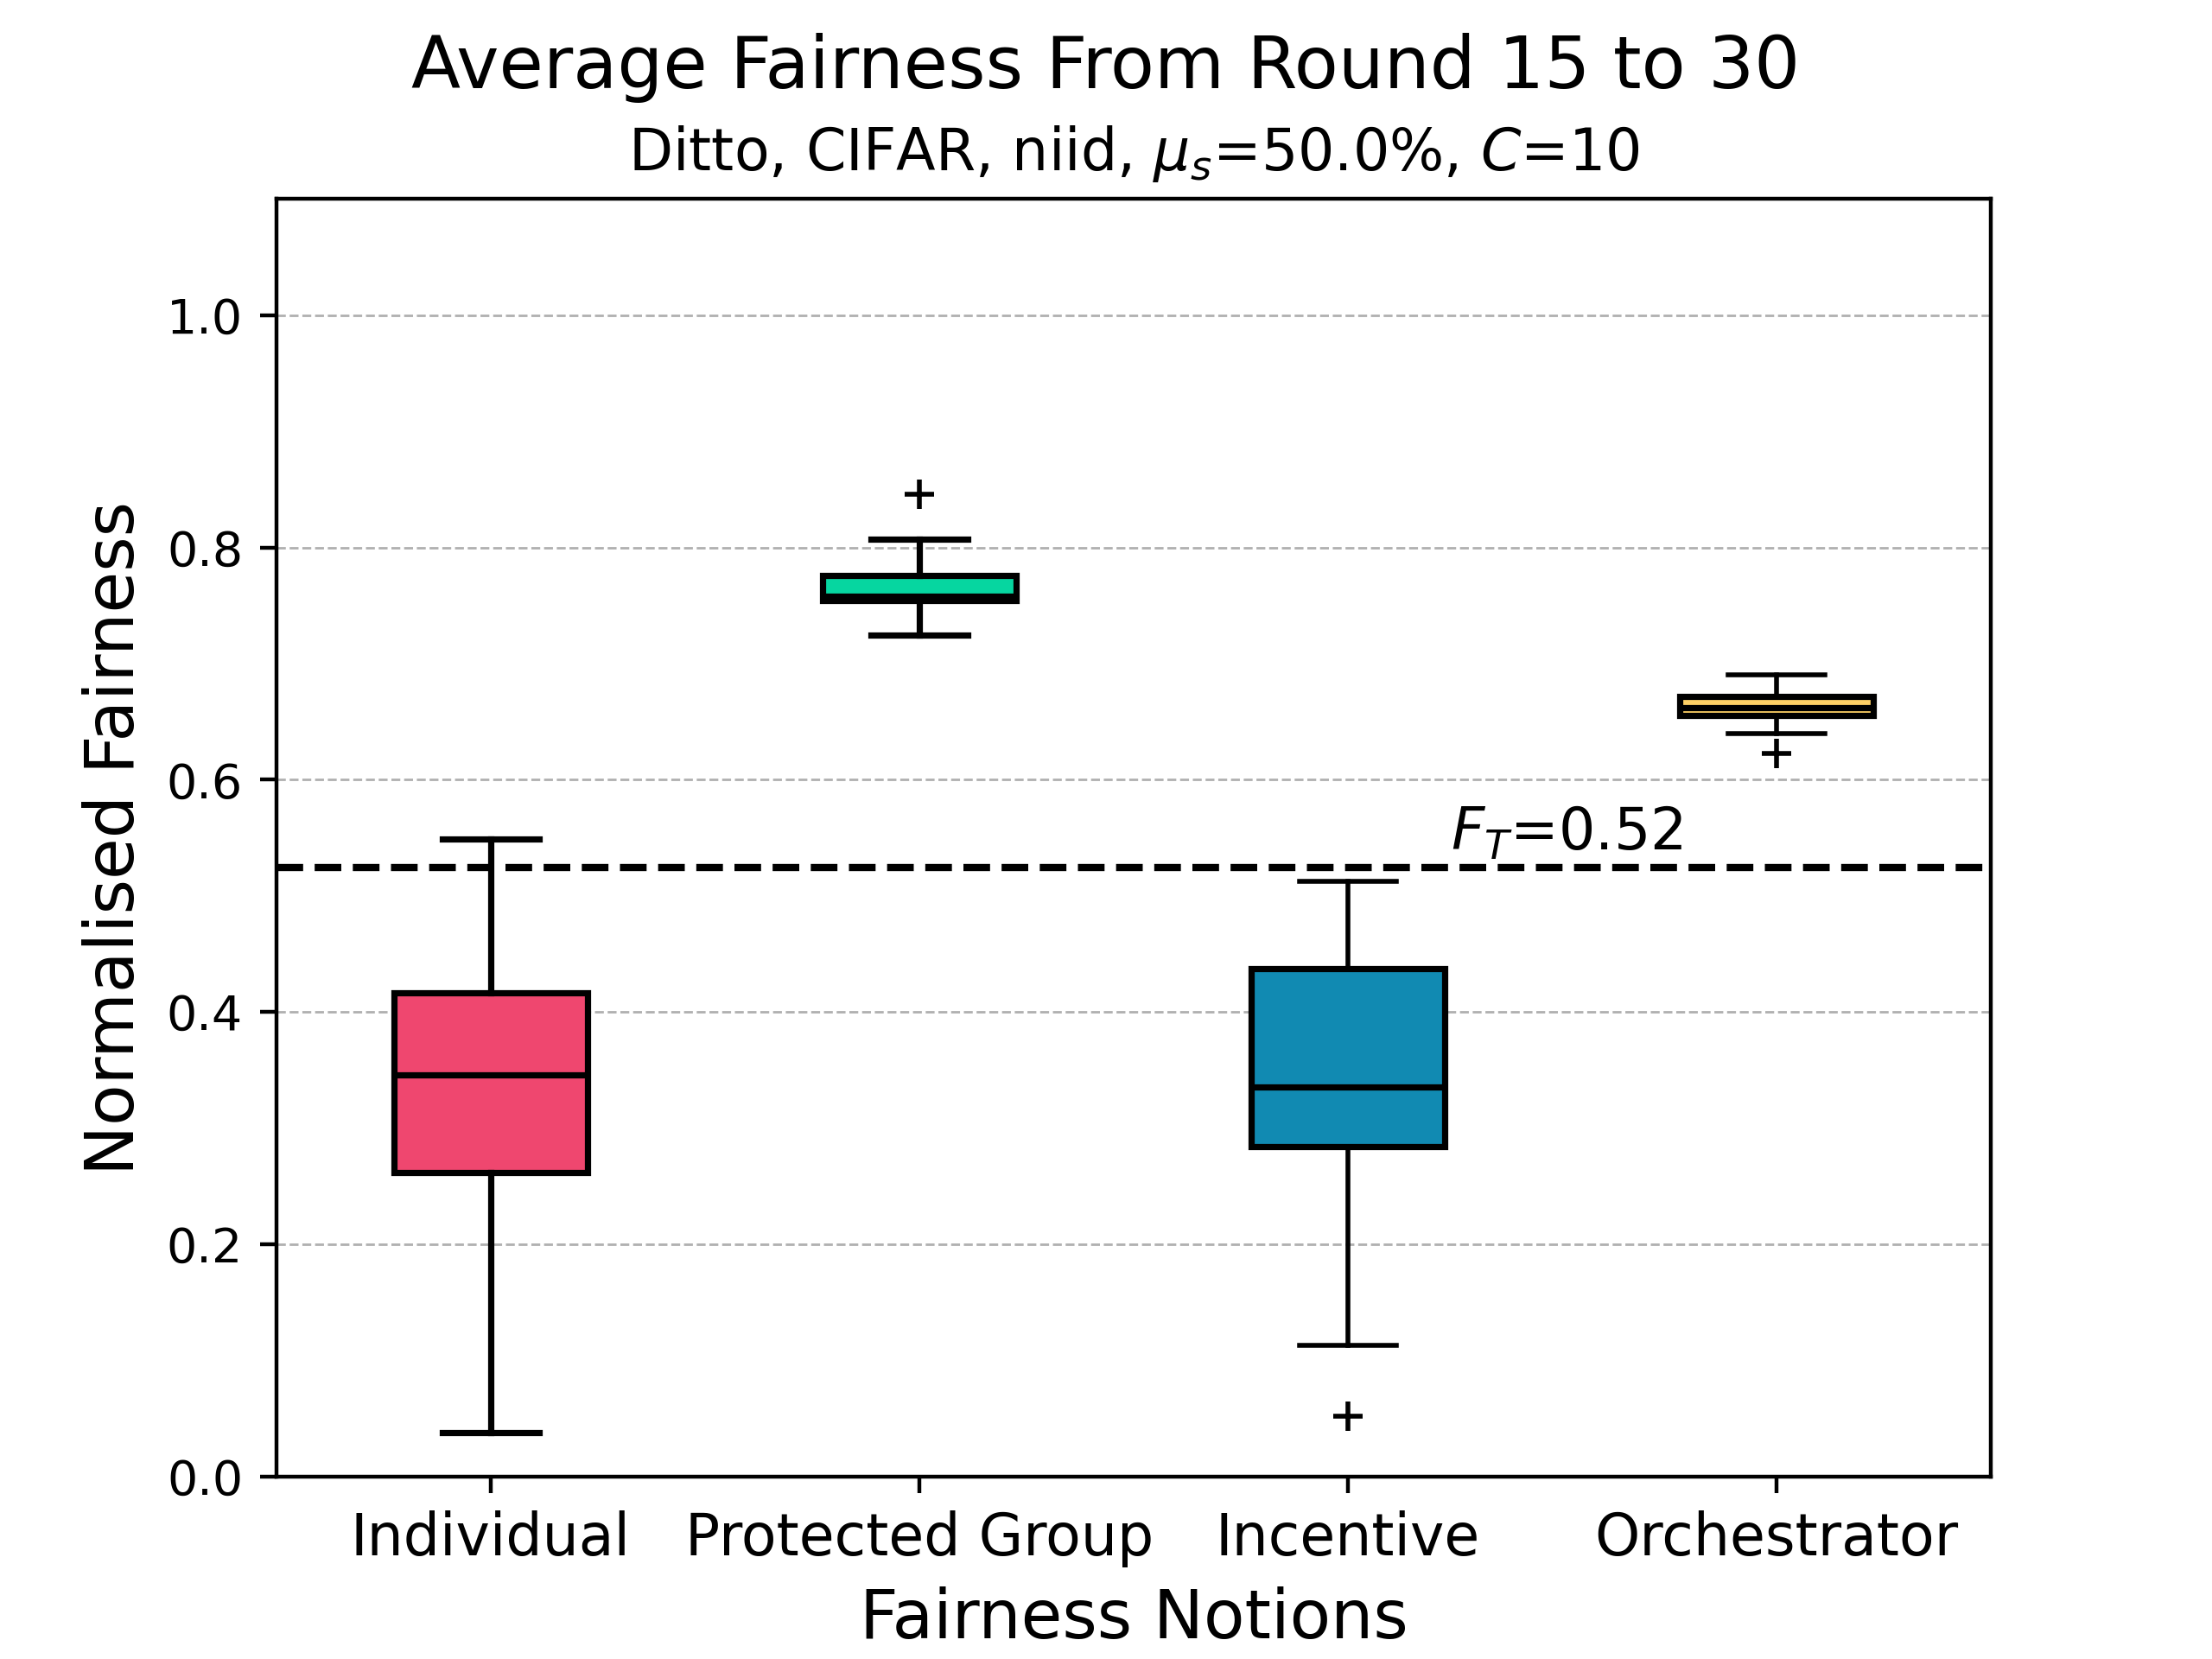 Average Fairness From Round 15 to 30
Ditto, CIFAR, niid, μₛ=50.0%, C=10
Normalised Fairness
1.0
0.8
0.6
0.4
0.2
0.0
F_T=0.52
Individual Protected Group Incentive Orchestrator
Fairness Notions